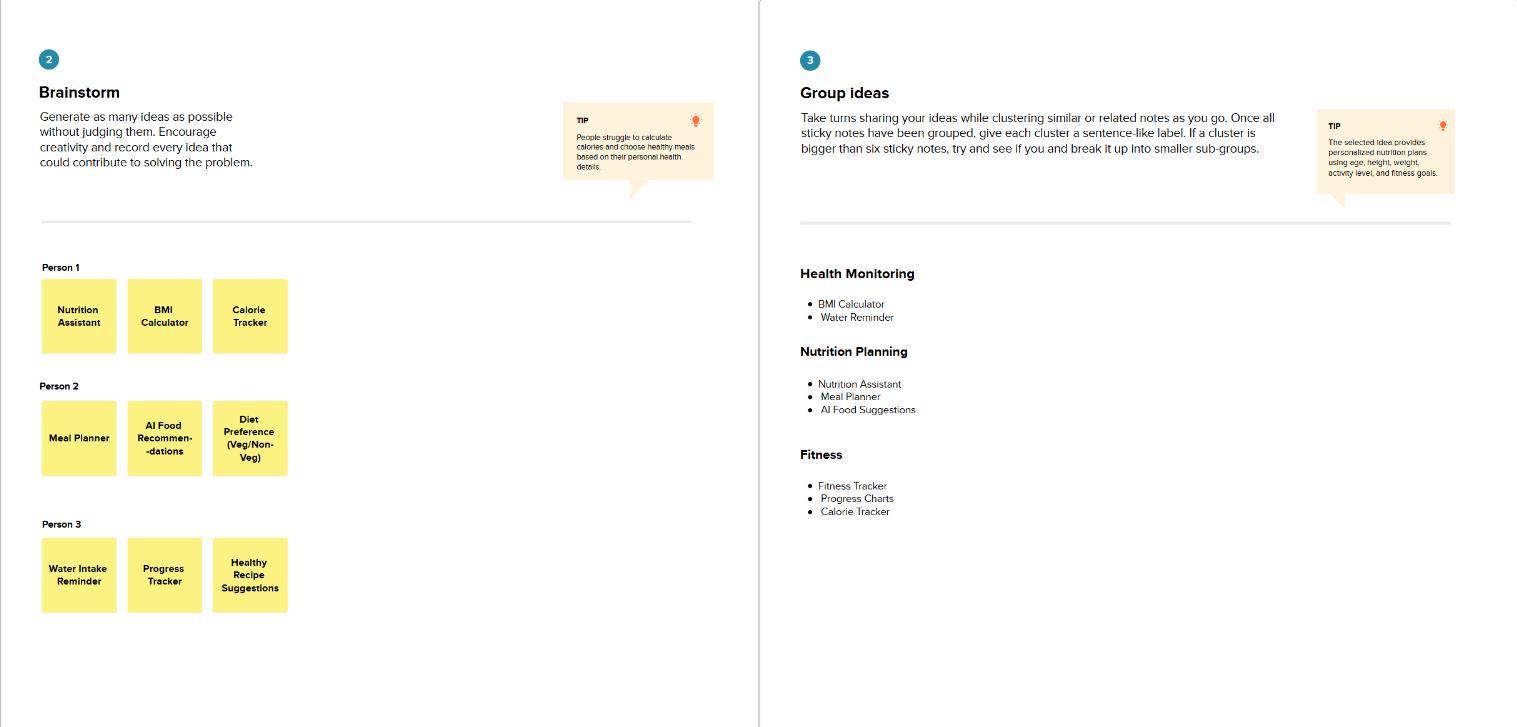 2
Brainstorm
Generate as many ideas as possible
without judging them. Encourage
creativity and record every idea that
could contribute to solving the problem.
TIP
People struggle to calculate
calories and choose healthy meals
based on their personal health
details.
Person 1
Nutrition
Assistant
BMI
Calculator
Calorie
Tracker
Person 2
Meal Planner
AI Food
Recommen-
-dations
Diet
Preference
(Veg/Non-
Veg)
Person 3
Water Intake
Reminder
Progress
Tracker
Healthy
Recipe
Suggestions
3
Group ideas
Take turns sharing your ideas while clustering similar or related notes as you go. Once all
sticky notes have been grouped, give each cluster a sentence-like label. If a cluster is
bigger than six sticky notes, try and see if you and break it up into smaller sub-groups.
TIP
The selected idea provides
personalized nutrition plans
using age, height, weight,
activity level, and fitness goals.
Health Monitoring
• BMI Calculator
• Water Reminder
Nutrition Planning
• Nutrition Assistant
• Meal Planner
• AI Food Suggestions
Fitness
• Fitness Tracker
• Progress Charts
• Calorie Tracker